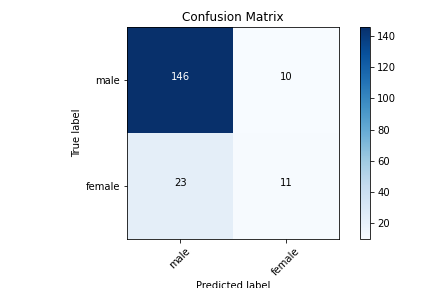 Confusion Matrix
True label
male
female
146
10
23
11
male
female
Predicted label
140
120
100
80
60
40
20